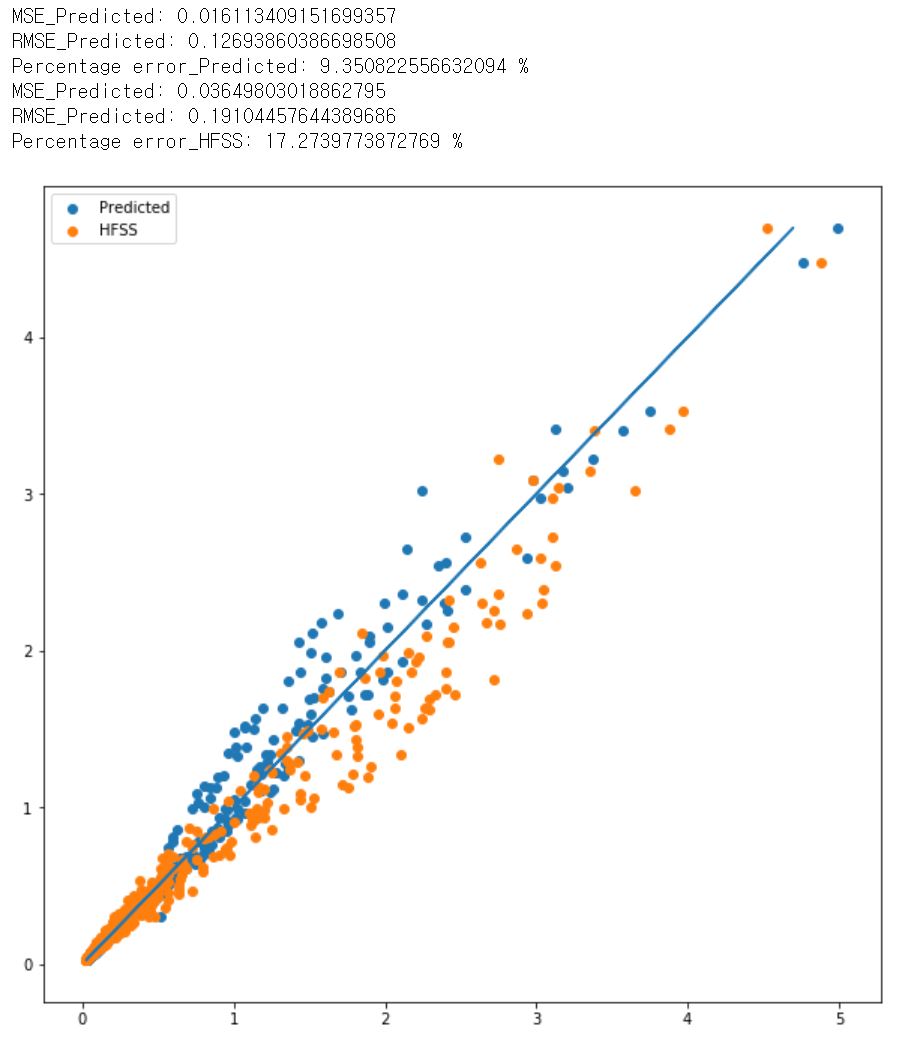 MSE_Predicted: 0.016113409151699357
RMSE_Predicted: 0.12693860386698508
Percentage error_Predicted: 9.350822556632094 %
MSE_Predicted: 0.03649803018862795
RMSE_Predicted: 0.19104457644389686
Percentage error_HFSS: 17.2739773872769 %
Predicted
HFSS
4
3
2
1
0
0 1 2 3 4 5